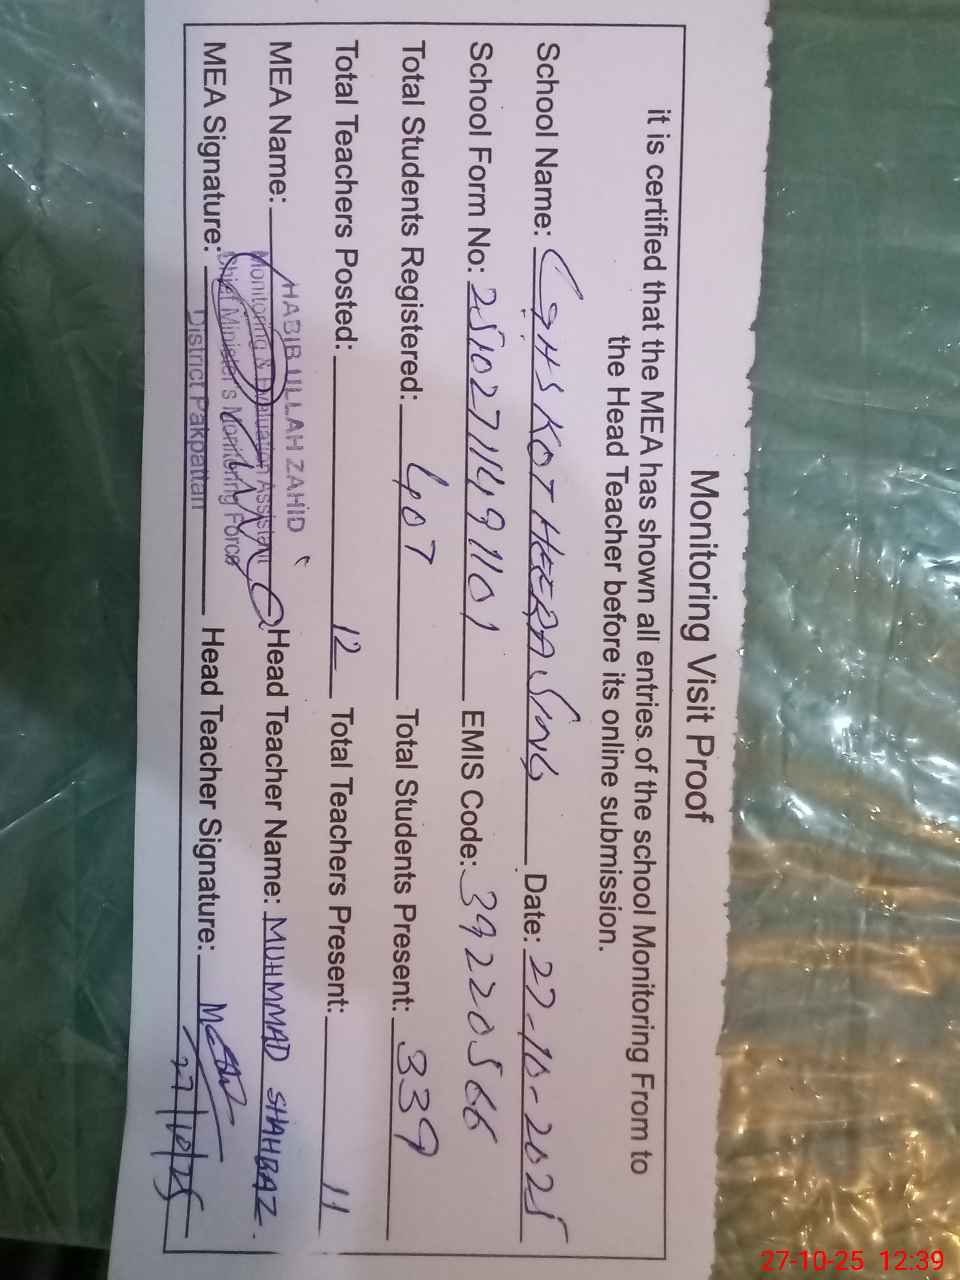 Monitoring Visit Proof
it is certified that the MEA has shown all entries of the school Monitoring From to
the Head Teacher before its online submission.
School Name: GHS KOT HEERA SING Date: 27-10-2025
School Form No: 25102711491101 EMIS Code: 39220566
Total Students Registered: 407 Total Students Present: 339
Total Teachers Posted: 12 Total Teachers Present: 11
MEA Name: HABIB ULLAH ZAHID Head Teacher Name: MUHMMAD SHAHBAZ.
Monitoring & Evaluation Assistant
Chief Minister's Monitoring Force
District Pakpattan
MEA Signature: Head Teacher Signature:
27/10/25
27-10-25 12:39